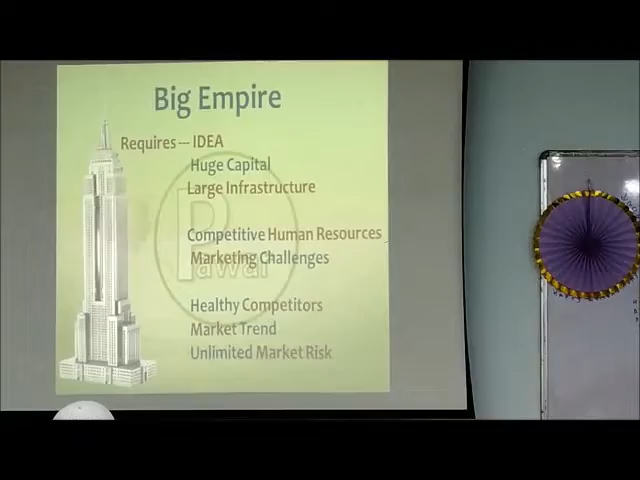 Big Empire
Requires --- IDEA
Huge Capital
Large Infrastructure
Competitive Human Resources
Marketing Challenges
Healthy Competitors
Market Trend
Unlimited Market Risk
Pawar